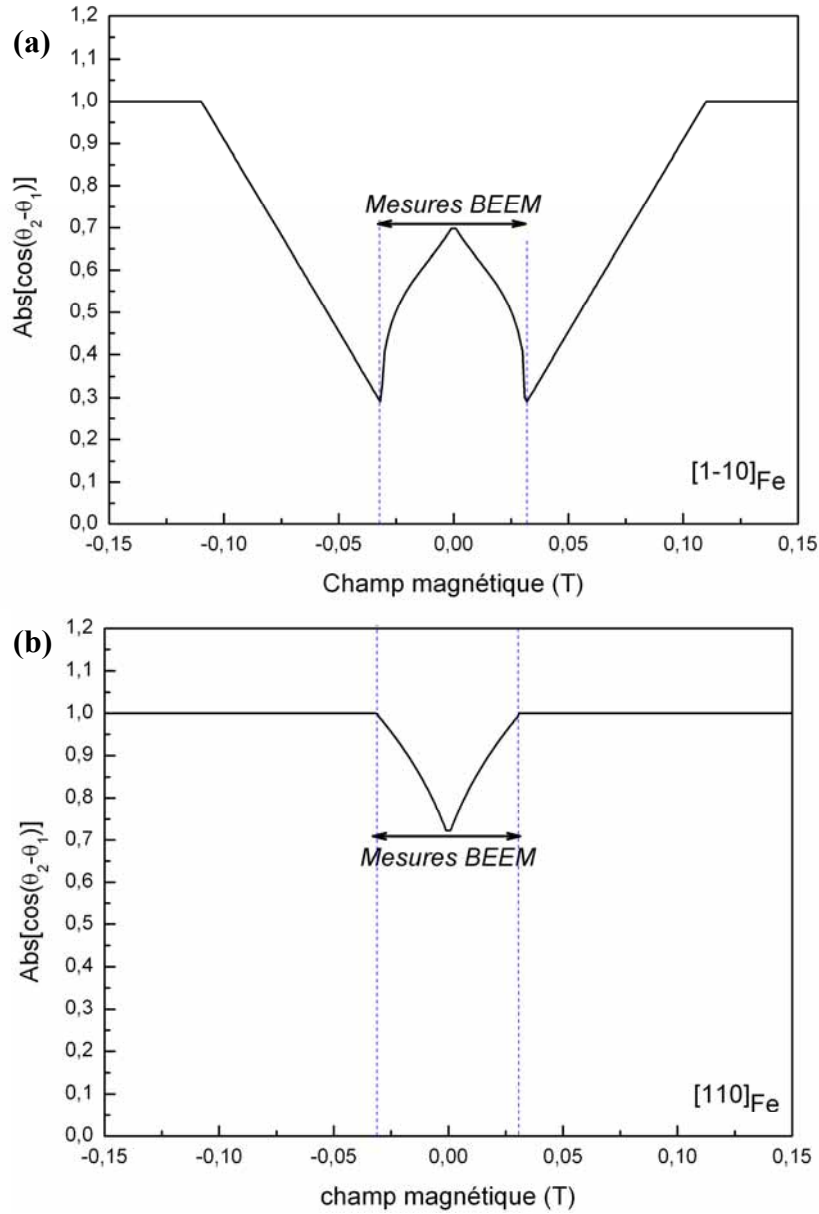 (a)
1,2
1,1
1,0
0,9
0,8
0,7
0,6
0,5
0,4
0,3
0,2
0,1
0,0
Abs[cos(θ2-θ1)]
Mesures BEEM
[1-10]Fe
-0,15 -0,10 -0,05 0,00 0,05 0,10 0,15
Champ magnétique (T)
(b)
1,2
1,1
1,0
0,9
0,8
0,7
0,6
0,5
0,4
0,3
0,2
0,1
0,0
Abs[cos(θ2-θ1)]
Mesures BEEM
[110]Fe
-0,15 -0,10 -0,05 0,00 0,05 0,10 0,15
champ magnétique (T)